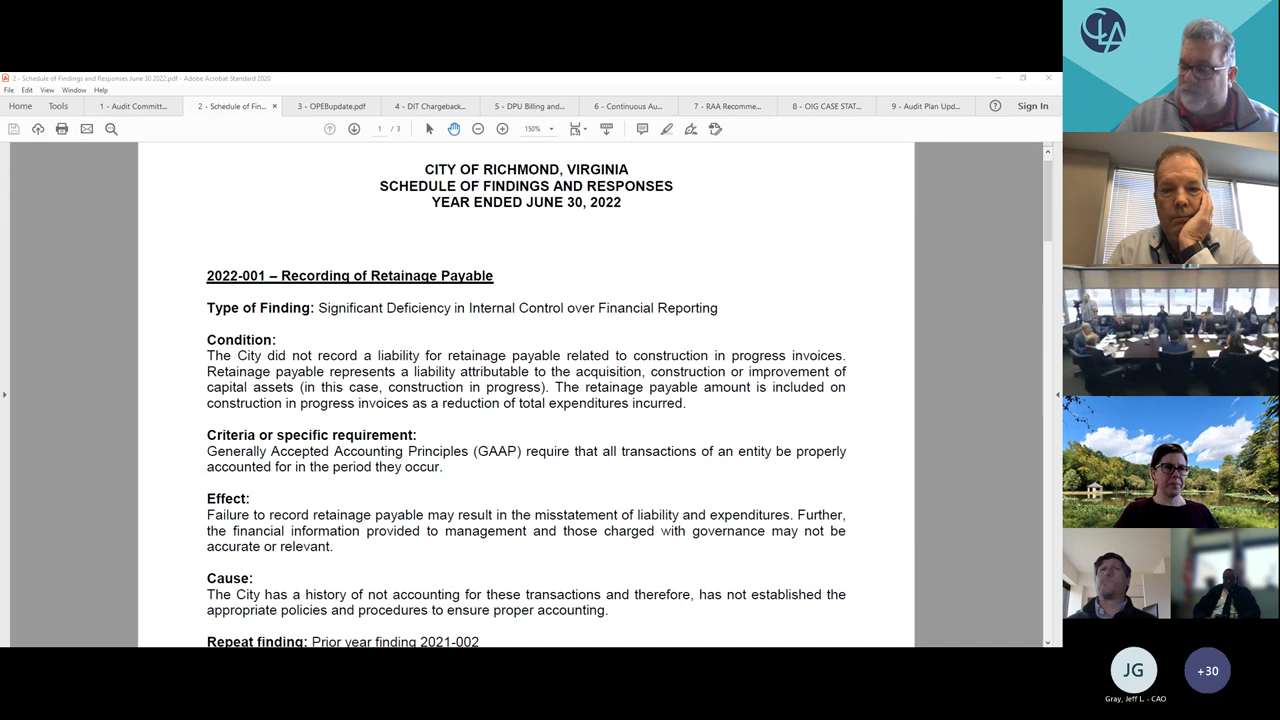 2 - Schedule of Findings and Responses June 30 2022.pdf - Adobe Acrobat Standard 2020
File Edit View Window Help
Home Tools 1 - Audit Committ... 2 - Schedule of Fin... × 3 - OPEBupdate.pdf 4 - DIT Chargeback... 5 - DPU Billing and... 6 - Continuous Au... 7 - RAA Recomme... 8 - OIG CASE STAT... 9 - Audit Plan Upd... Sign In
1 / 3 150%
CITY OF RICHMOND, VIRGINIA
SCHEDULE OF FINDINGS AND RESPONSES
YEAR ENDED JUNE 30, 2022
2022-001 – Recording of Retainage Payable
Type of Finding: Significant Deficiency in Internal Control over Financial Reporting
Condition:
The City did not record a liability for retainage payable related to construction in progress invoices.
Retainage payable represents a liability attributable to the acquisition, construction or improvement of
capital assets (in this case, construction in progress). The retainage payable amount is included on
construction in progress invoices as a reduction of total expenditures incurred.
Criteria or specific requirement:
Generally Accepted Accounting Principles (GAAP) require that all transactions of an entity be properly
accounted for in the period they occur.
Effect:
Failure to record retainage payable may result in the misstatement of liability and expenditures. Further,
the financial information provided to management and those charged with governance may not be
accurate or relevant.
Cause:
The City has a history of not accounting for these transactions and therefore, has not established the
appropriate policies and procedures to ensure proper accounting.
Repeat finding: Prior year finding 2021-002
CLA
JG
+30
Gray, Jeff L. - CAO